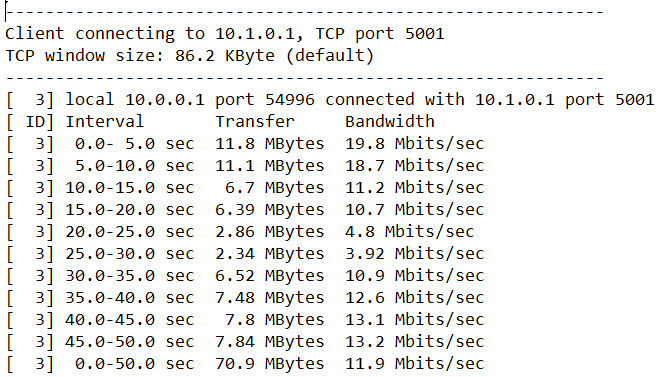 ------------------------------------------------------------
Client connecting to 10.1.0.1, TCP port 5001
TCP window size: 86.2 KByte (default)
------------------------------------------------------------
[  3] local 10.0.0.1 port 54996 connected with 10.1.0.1 port 5001
[ ID] Interval       Transfer     Bandwidth
[  3]  0.0- 5.0 sec  11.8 MBytes  19.8 Mbits/sec
[  3]  5.0-10.0 sec  11.1 MBytes  18.7 Mbits/sec
[  3] 10.0-15.0 sec   6.7 MBytes  11.2 Mbits/sec
[  3] 15.0-20.0 sec  6.39 MBytes  10.7 Mbits/sec
[  3] 20.0-25.0 sec  2.86 MBytes  4.8 Mbits/sec
[  3] 25.0-30.0 sec  2.34 MBytes  3.92 Mbits/sec
[  3] 30.0-35.0 sec  6.52 MBytes  10.9 Mbits/sec
[  3] 35.0-40.0 sec  7.48 MBytes  12.6 Mbits/sec
[  3] 40.0-45.0 sec   7.8 MBytes  13.1 Mbits/sec
[  3] 45.0-50.0 sec  7.84 MBytes  13.2 Mbits/sec
[  3]  0.0-50.0 sec  70.9 MBytes  11.9 Mbits/sec